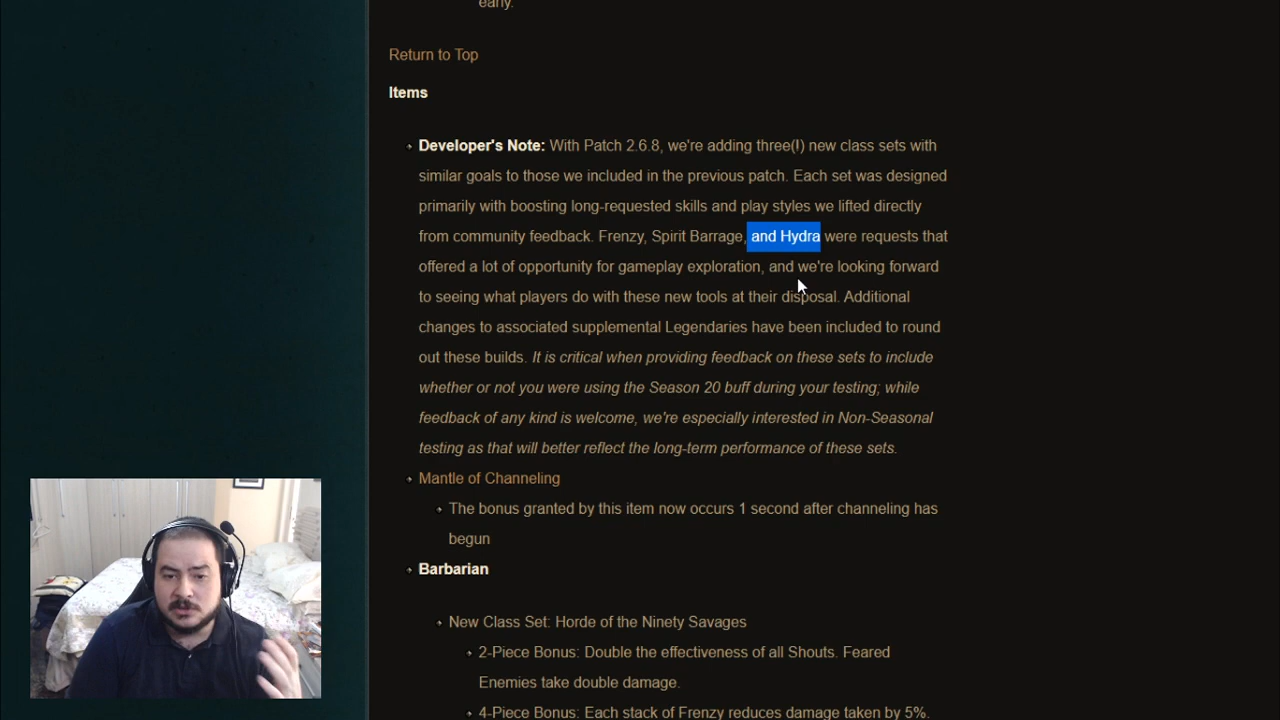 early.
Return to Top
Items
Developer's Note: With Patch 2.6.8, we're adding three(!) new class sets with
similar goals to those we included in the previous patch. Each set was designed
primarily with boosting long-requested skills and play styles we lifted directly
from community feedback. Frenzy, Spirit Barrage, and Hydra were requests that
offered a lot of opportunity for gameplay exploration, and we're looking forward
to seeing what players do with these new tools at their disposal. Additional
changes to associated supplemental Legendaries have been included to round
out these builds. It is critical when providing feedback on these sets to include
whether or not you were using the Season 20 buff during your testing; while
feedback of any kind is welcome, we're especially interested in Non-Seasonal
testing as that will better reflect the long-term performance of these sets.
Mantle of Channeling
The bonus granted by this item now occurs 1 second after channeling has
begun
Barbarian
New Class Set: Horde of the Ninety Savages
2-Piece Bonus: Double the effectiveness of all Shouts. Feared
Enemies take double damage.
4-Piece Bonus: Each stack of Frenzy reduces damage taken by 5%.